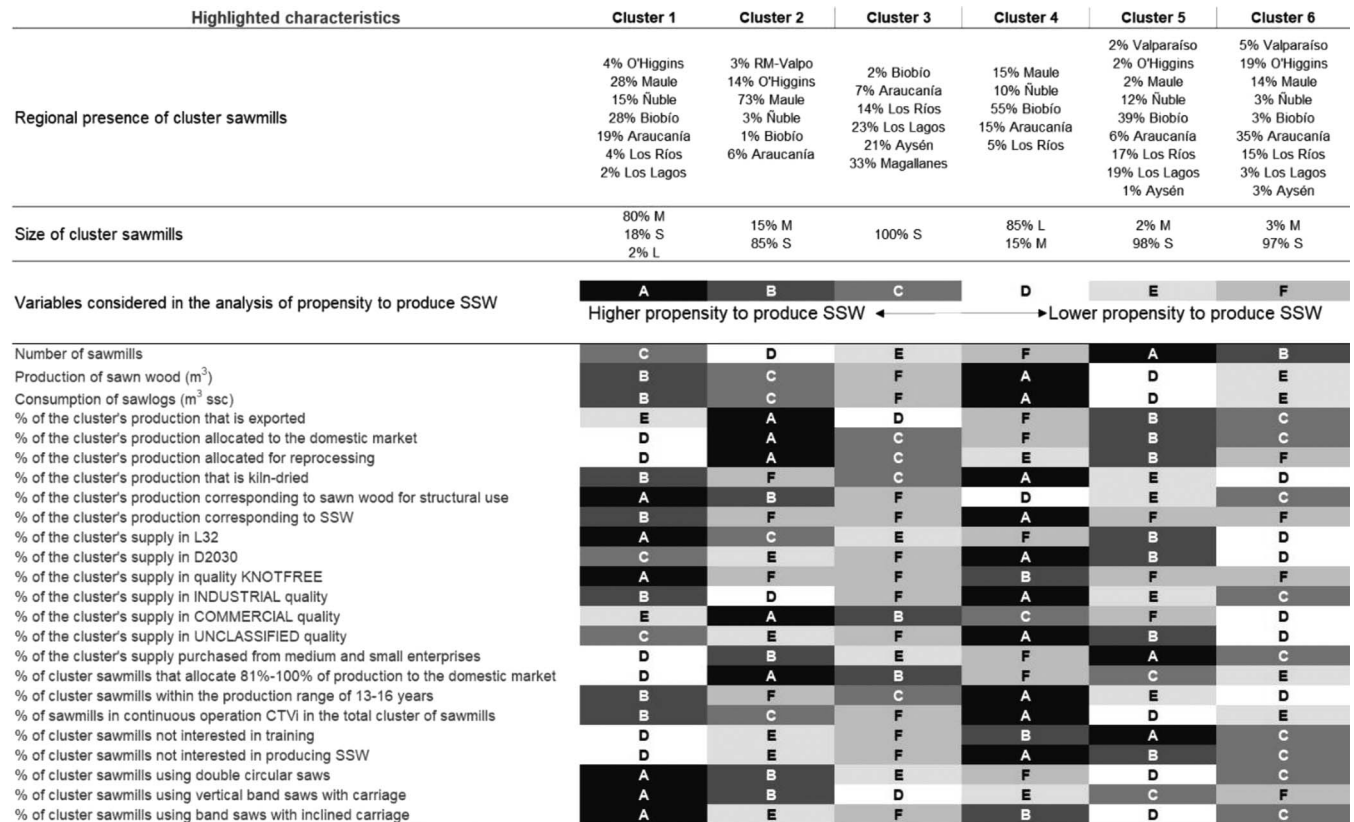 Highlighted characteristics Cluster 1 Cluster 2 Cluster 3 Cluster 4 Cluster 5 Cluster 6
Regional presence of cluster sawmills
4% O'Higgins
28% Maule
15% Ñuble
28% Biobío
19% Araucanía
4% Los Ríos
2% Los Lagos
3% RM-Valpo
14% O'Higgins
73% Maule
3% Ñuble
1% Biobío
6% Araucanía
2% Biobío
7% Araucanía
14% Los Ríos
23% Los Lagos
21% Aysén
33% Magallanes
15% Maule
10% Ñuble
55% Biobío
15% Araucanía
5% Los Ríos
2% Valparaíso
2% O'Higgins
2% Maule
12% Ñuble
39% Biobío
6% Araucanía
17% Los Ríos
19% Los Lagos
1% Aysén
5% Valparaíso
19% O'Higgins
14% Maule
3% Ñuble
3% Biobío
35% Araucanía
15% Los Ríos
3% Los Lagos
3% Aysén
Size of cluster sawmills
80% M
18% S
2% L
15% M
85% S
100% S
85% L
15% M
2% M
98% S
3% M
97% S
Variables considered in the analysis of propensity to produce SSW
A B C D E F
Higher propensity to produce SSW Lower propensity to produce SSW
Number of sawmills C D E F A B
Production of sawn wood (m³) B C F A D E
Consumption of sawlogs (m³ ssc) B C F A D E
% of the cluster's production that is exported E A D F B C
% of the cluster's production allocated to the domestic market D A C F B C
% of the cluster's production allocated for reprocessing D A C E B F
% of the cluster's production that is kiln-dried B F C A E D
% of the cluster's production corresponding to sawn wood for structural use A B F D E C
% of the cluster's production corresponding to SSW B F F A F F
% of the cluster's supply in L32 A C E F B D
% of the cluster's supply in D2030 C E F A B D
% of the cluster's supply in quality KNOTFREE A F F B F F
% of the cluster's supply in INDUSTRIAL quality B D F A E C
% of the cluster's supply in COMMERCIAL quality E A B C F D
% of the cluster's supply in UNCLASSIFIED quality C E F A B D
% of the cluster's supply purchased from medium and small enterprises D B E F A C
% of cluster sawmills that allocate 81%-100% of production to the domestic market D A B F C E
% of cluster sawmills within the production range of 13-16 years B F C A E D
% of sawmills in continuous operation CTVi in the total cluster of sawmills B C F A D E
% of cluster sawmills not interested in training D E F B A C
% of cluster sawmills not interested in producing SSW D E F A B C
% of cluster sawmills using double circular saws A B E F D C
% of cluster sawmills using vertical band saws with carriage A B D E C F
% of cluster sawmills using band saws with inclined carriage A E F B D C